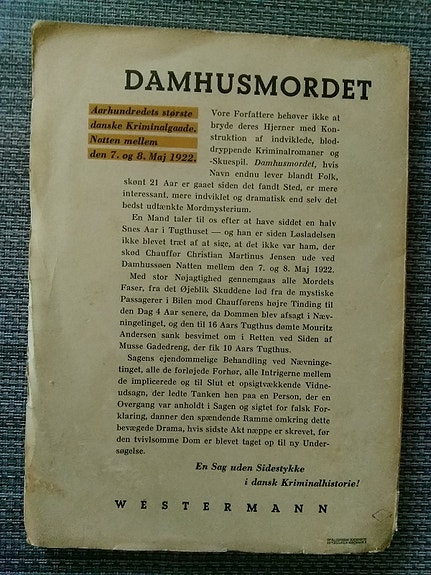 DAMHUSMORDET
Aarhundredets største
danske Kriminalgaade.
Natten mellem
den 7. og 8. Maj 1922.
Vore Forfattere behøver ikke at
bryde deres Hjerner med Kon-
struktion af indviklede, blod-
dryppende Kriminalromaner og
-Skuespil. Damhusmordet, hvis
Navn endnu lever blandt Folk,
skønt 21 Aar er gaaet siden det fandt Sted, er mere
interessant, mere indviklet og dramatisk end selv det
bedst udtænkte Mordmysterium.
En Mand taler til os efter at have siddet en halv
Snes Aar i Tugthuset — og han er siden Løsladelsen
ikke blevet træt af at sige, at det ikke var ham, der
skød Chauffør Christian Martinus Jensen ude ved
Damhussøen Natten mellem den 7. og 8. Maj 1922.
Med stor Nøjagtighed gennemgaas alle Mordets
Faser, fra det Øjeblik Skuddene lød fra de mystiske
Passagerer i Bilen mod Chaufførens højre Tinding til
den Dag 4 Aar senere, da Dommen blev afsagt i Næv-
ningetinget, og den til 16 Aars Tugthus dømte Mouritz
Andersen sank besvimet om i Retten ved Siden af
Musse Gadedreng, der fik 10 Aars Tugthus.
Sagens ejendommelige Behandling ved Nævninge-
tinget, alle de forløjede Forhør, alle Intrigerne mellem
de implicerede og til Slut et opsigtvækkende Vidne-
udsagn, der ledte Tanken hen paa en Person, der en
Overgang var anholdt i Sagen og sigtet for falsk For-
klaring, danner den spændende Ramme omkring dette
bevægede Drama, hvis sidste Akt næppe er skrevet, før
den tvivlsomme Dom er blevet taget op til ny Under-
søgelse.
En Sag uden Sidestykke
i dansk Kriminalhistorie!
WESTERMANN